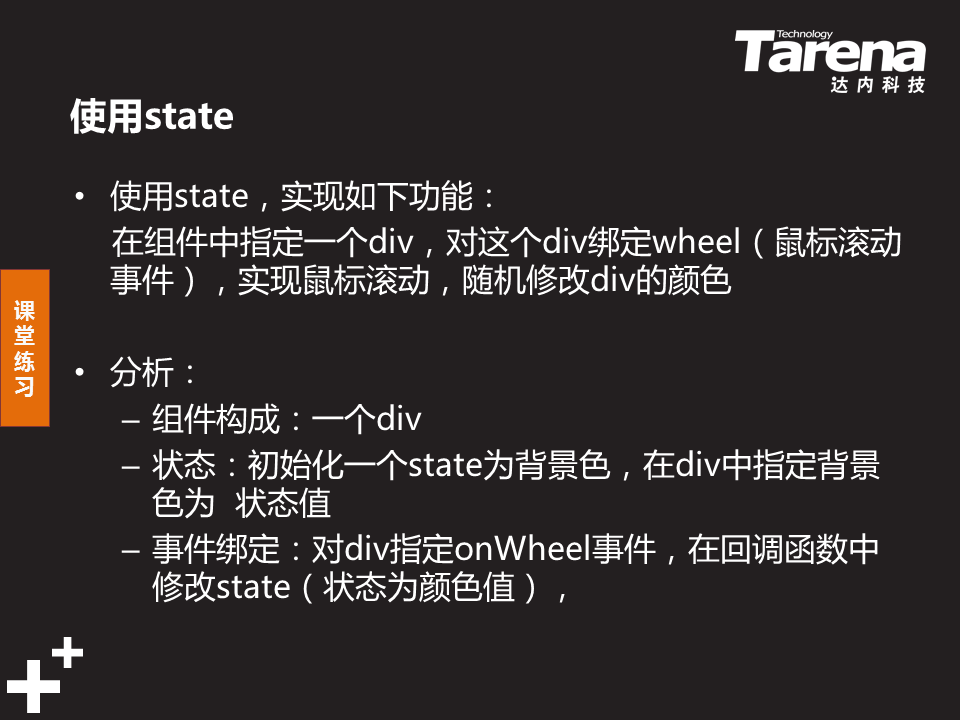 Technology
Tarena
达内科技
使用state
• 使用state，实现如下功能：
在组件中指定一个div，对这个div绑定wheel（鼠标滚动
事件），实现鼠标滚动，随机修改div的颜色
课
堂
练
习
• 分析：
– 组件构成：一个div
– 状态：初始化一个state为背景色，在div中指定背景
色为 状态值
– 事件绑定：对div指定onWheel事件，在回调函数中
修改state（状态为颜色值），